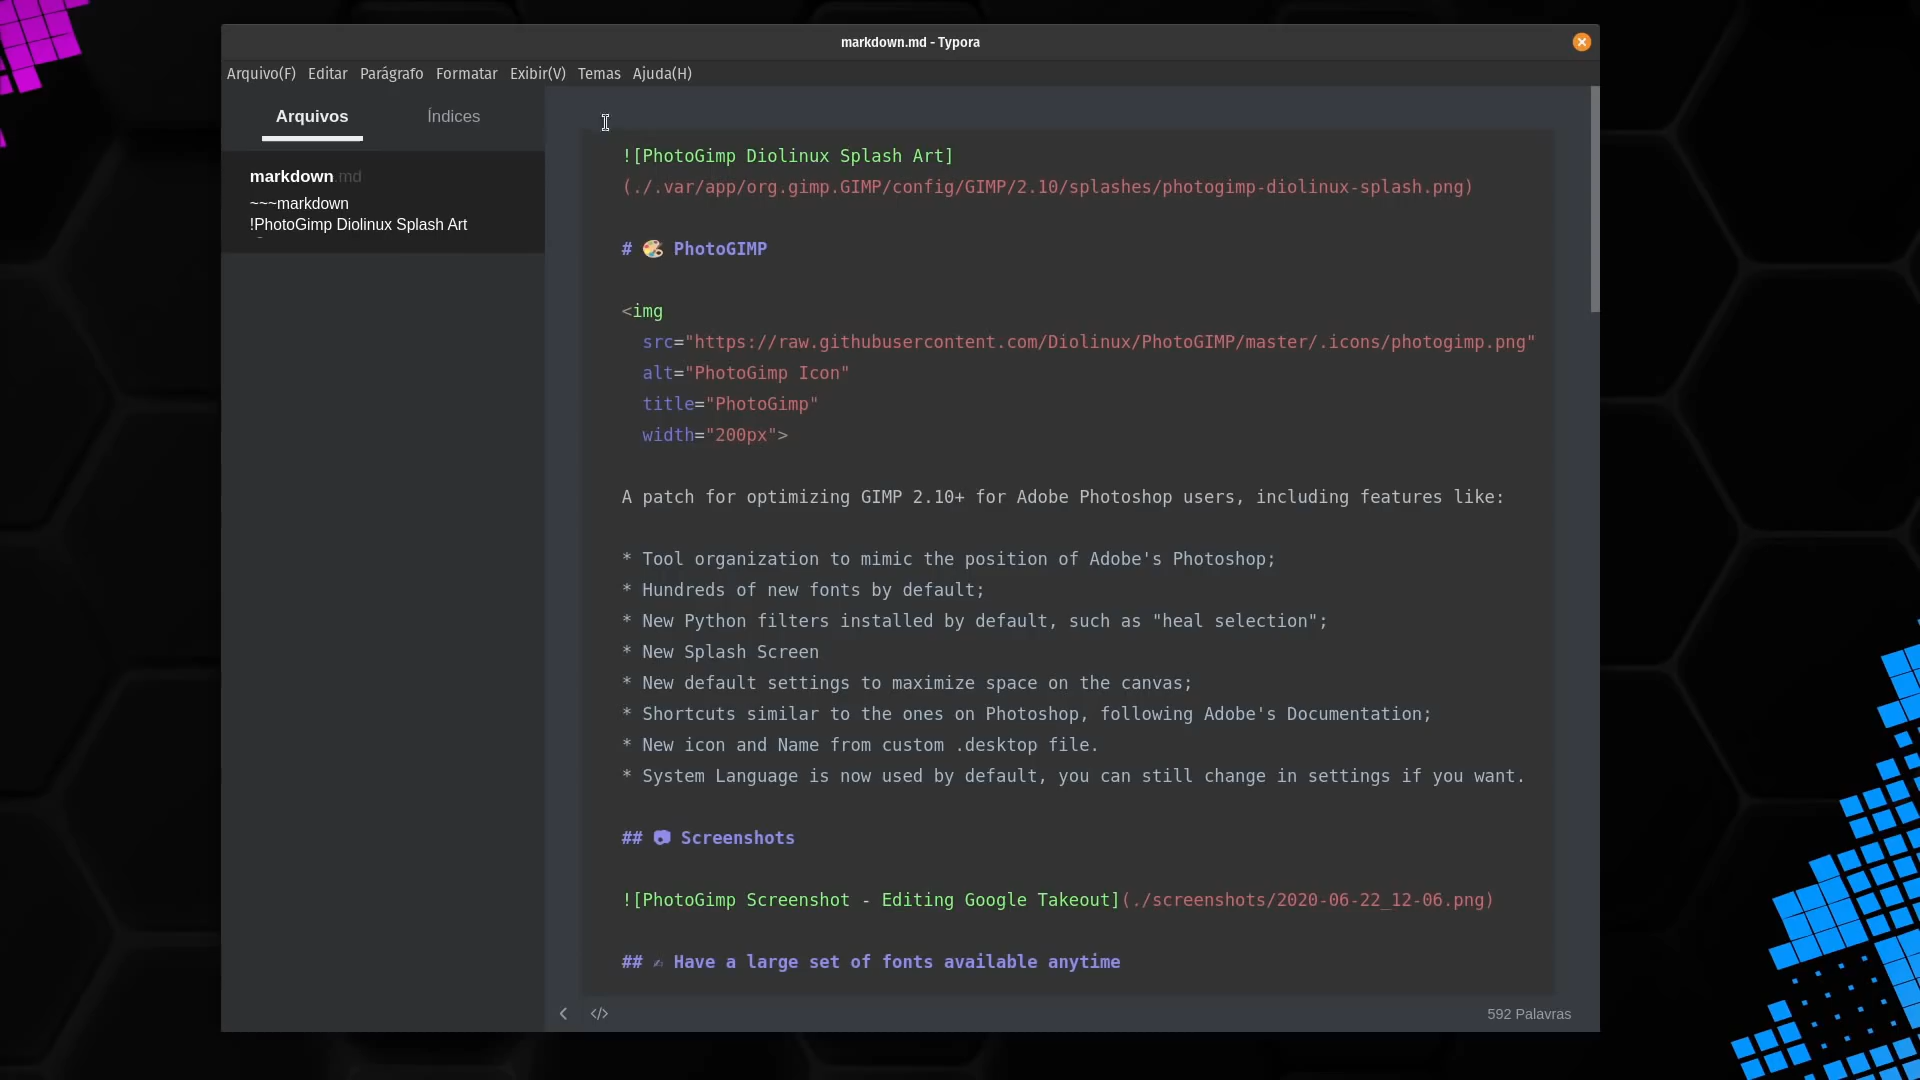 markdown.md - Typora
Arquivo(F) Editar Parágrafo Formatar Exibir(V) Temas Ajuda(H)
Arquivos Índices
markdown.md
~~~markdown
!PhotoGimp Diolinux Splash Art
![PhotoGimp Diolinux Splash Art]
(./.var/app/org.gimp.GIMP/config/GIMP/2.10/splashes/photogimp-diolinux-splash.png)
# 🎨 PhotoGIMP
<img
src="https://raw.githubusercontent.com/Diolinux/PhotoGIMP/master/.icons/photogimp.png"
alt="PhotoGimp Icon"
title="PhotoGimp"
width="200px">
A patch for optimizing GIMP 2.10+ for Adobe Photoshop users, including features like:
* Tool organization to mimic the position of Adobe's Photoshop;
* Hundreds of new fonts by default;
* New Python filters installed by default, such as "heal selection";
* New Splash Screen
* New default settings to maximize space on the canvas;
* Shortcuts similar to the ones on Photoshop, following Adobe's Documentation;
* New icon and Name from custom .desktop file.
* System Language is now used by default, you can still change in settings if you want.
## 📷 Screenshots
![PhotoGimp Screenshot - Editing Google Takeout](./screenshots/2020-06-22_12-06.png)
## ✍ Have a large set of fonts available anytime
</> 592 Palavras